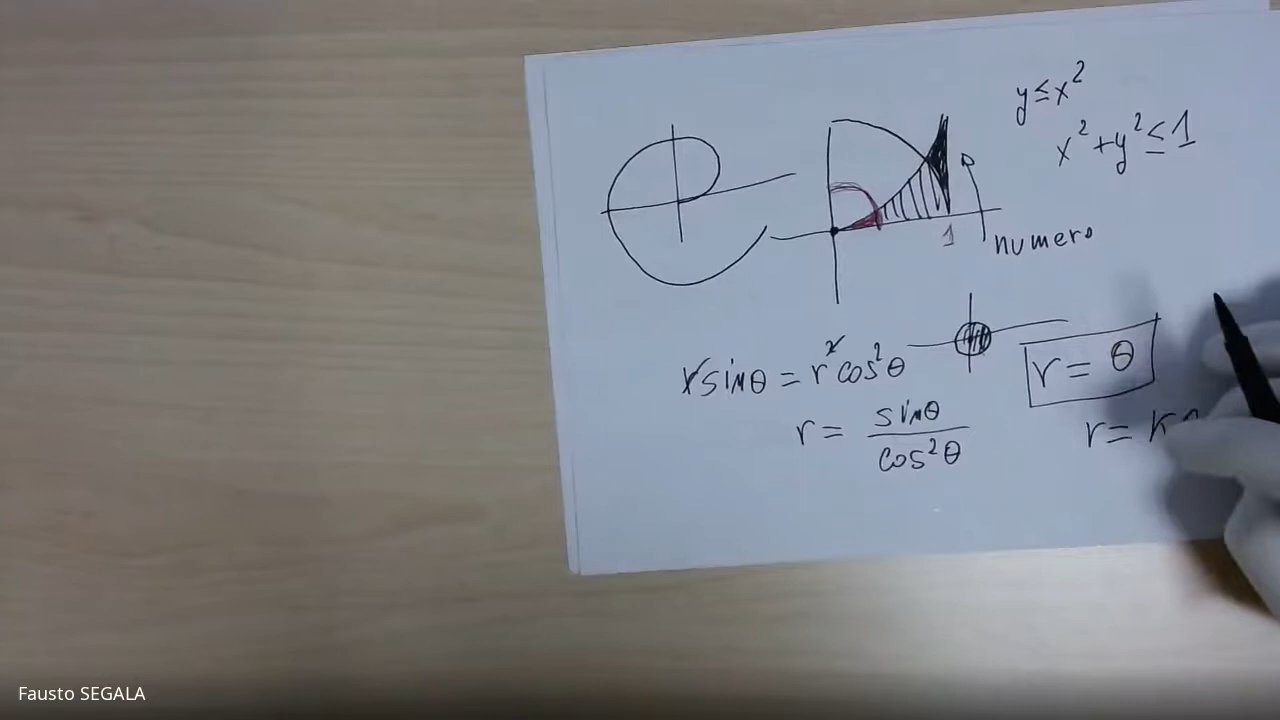 y ≤ x²
x² + y² ≤ 1
1
numero
r sinθ = r² cos²θ
r = θ
r = sinθ / cos²θ
r =
Fausto SEGALA